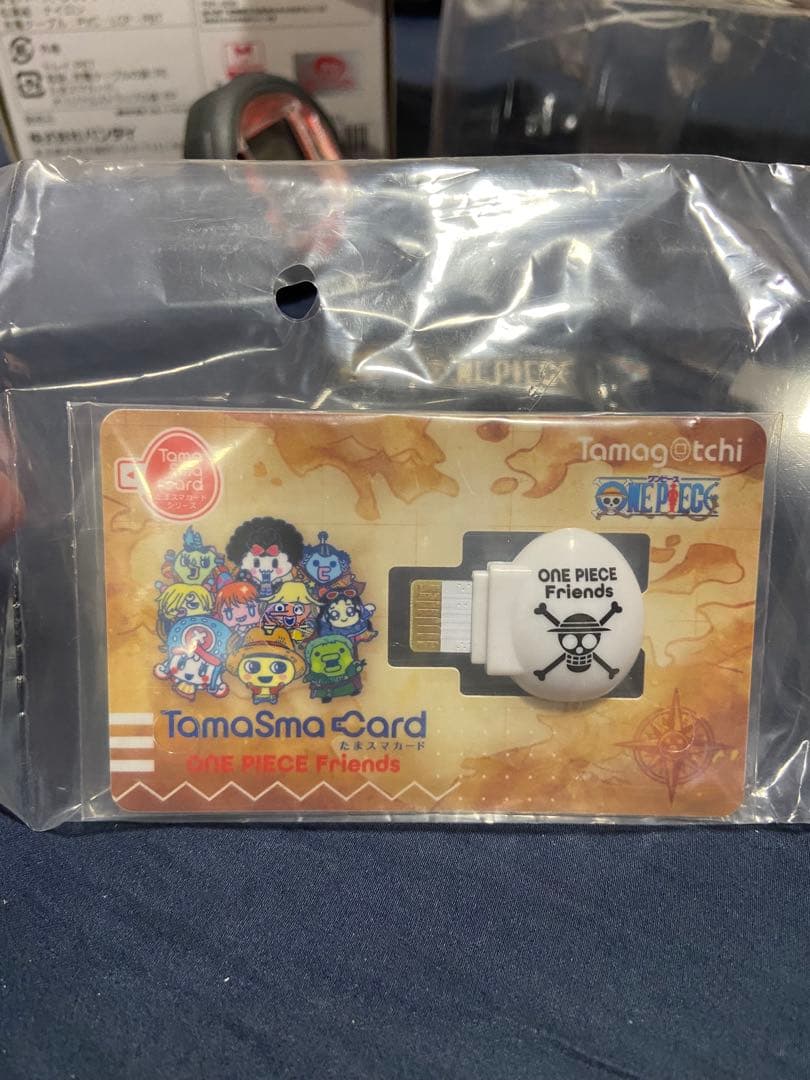 株式会社バンダイ
Tama
Sma
Card
たまスマカード
シリーズ
Tamagotchi
ワンピース
ONE PIECE
ONE PIECE
Friends
TamaSma Card
たまスマカード
ONE PIECE Friends